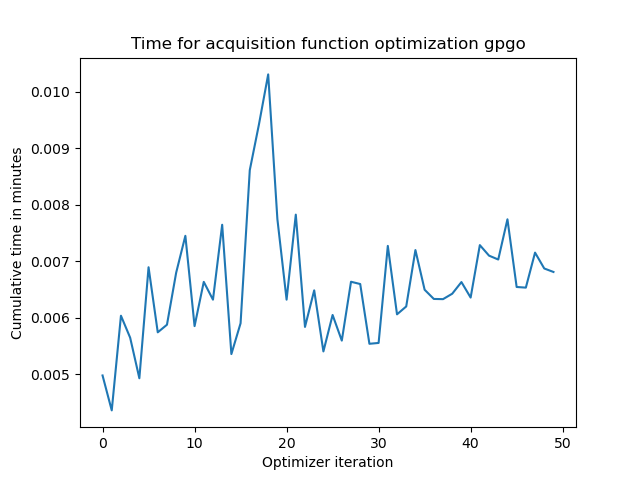 Time for acquisition function optimization gpgo
Cumulative time in minutes
0.010
0.009
0.008
0.007
0.006
0.005
0 10 20 30 40 50
Optimizer iteration